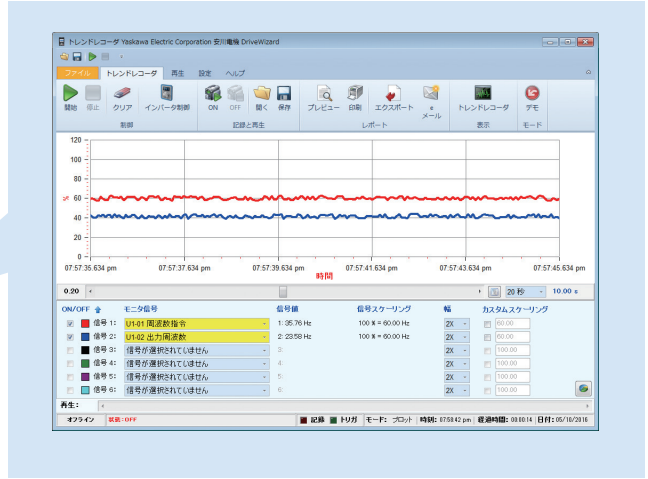 トレンドレコーダ Yaskawa Electric Corporation 安川電機 DriveWizard
ファイル トレンドレコーダ 再生 設定 ヘルプ
開始 停止 クリア インバータ制御 ON OFF 開く 保存 プレビュー 印刷 エクスポート e メール トレンドレコーダ デモ
制御 記録と再生 レポート 表示 モード
120
100
80
% 60
40
20
0
07:57:35.634 pm 07:57:37.634 pm 07:57:39.634 pm 07:57:41.634 pm 07:57:43.634 pm 07:57:45.634 pm
時間
0.20 20 秒 10.00 s
ON/OFF モニタ信号 信号値 信号スケーリング 幅 カスタムスケーリング
信号 1: U1-01 周波数指令 1: 35.76 Hz 100 % = 60.00 Hz 2X 60.00
信号 2: U1-02 出力周波数 2: 23.58 Hz 100 % = 60.00 Hz 2X 60.00
信号 3: 信号が選択されていません 3: 2X 100.00
信号 4: 信号が選択されていません 4: 2X 100.00
信号 5: 信号が選択されていません 5: 2X 100.00
信号 6: 信号が選択されていません 6: 2X 100.00
再生:
オフライン 状態:OFF 記録 トリガ モード: プロット 時刻: 07:58:42 pm 経過時間: 00:00:14 日付: 05/10/2016